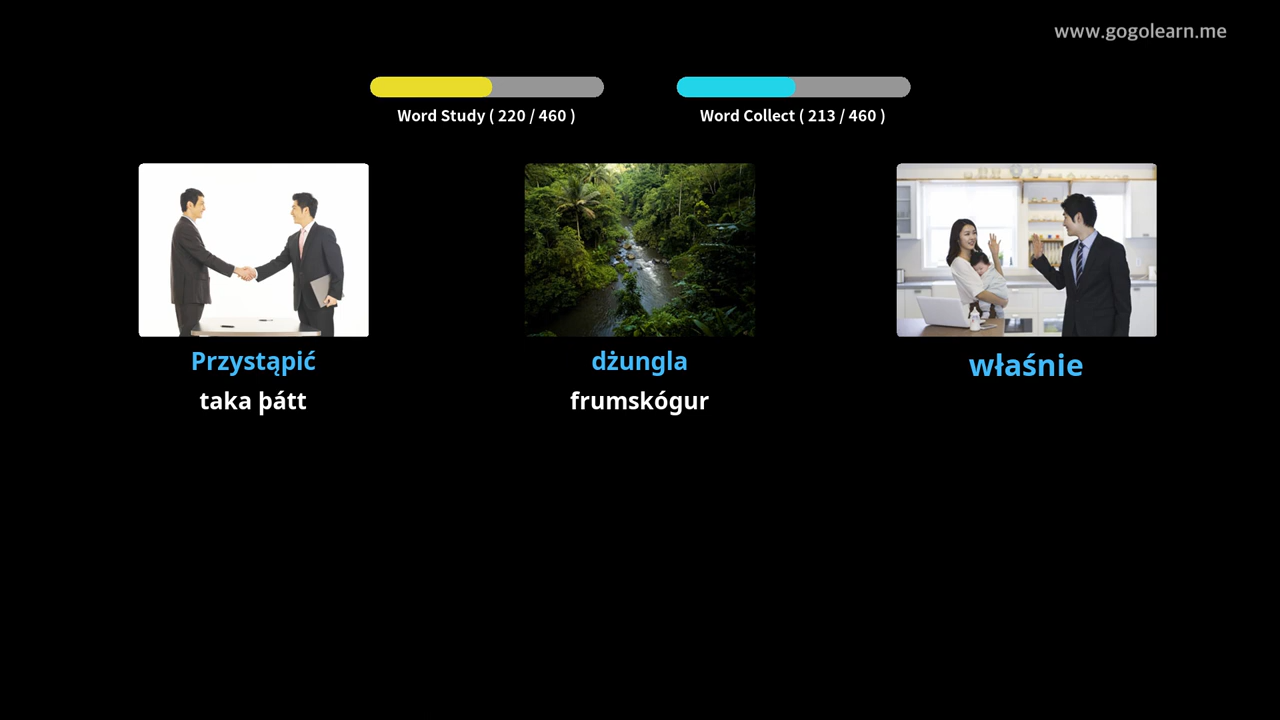 www.gogolearn.me
Word Study ( 220 / 460 )
Word Collect ( 213 / 460 )
Przystąpić
dżungla
właśnie
taka þátt
frumskógur